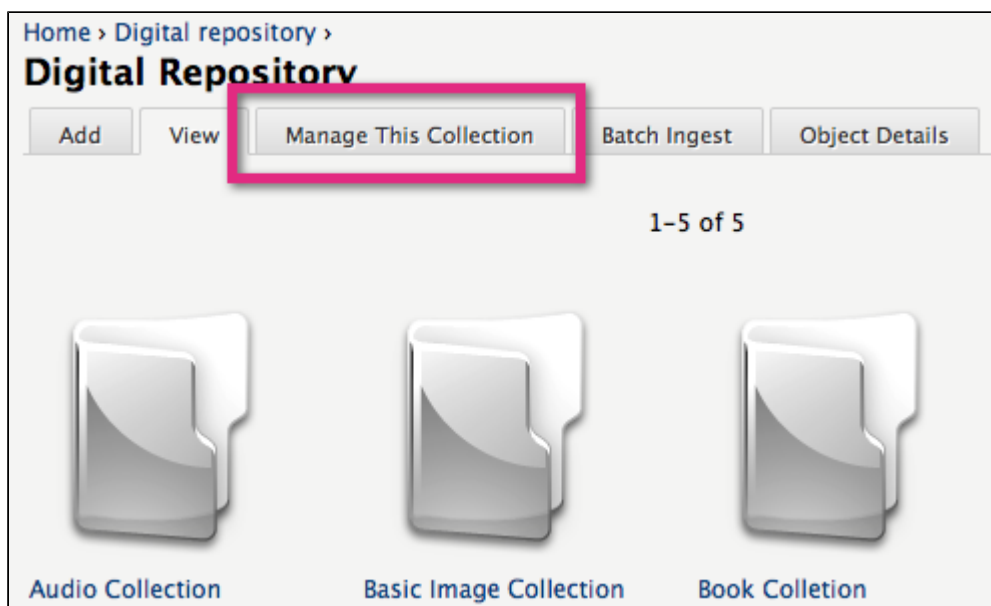 Home › Digital repository ›
Digital Repository
Add View Manage This Collection Batch Ingest Object Details
1–5 of 5
Audio Collection Basic Image Collection Book Colletion